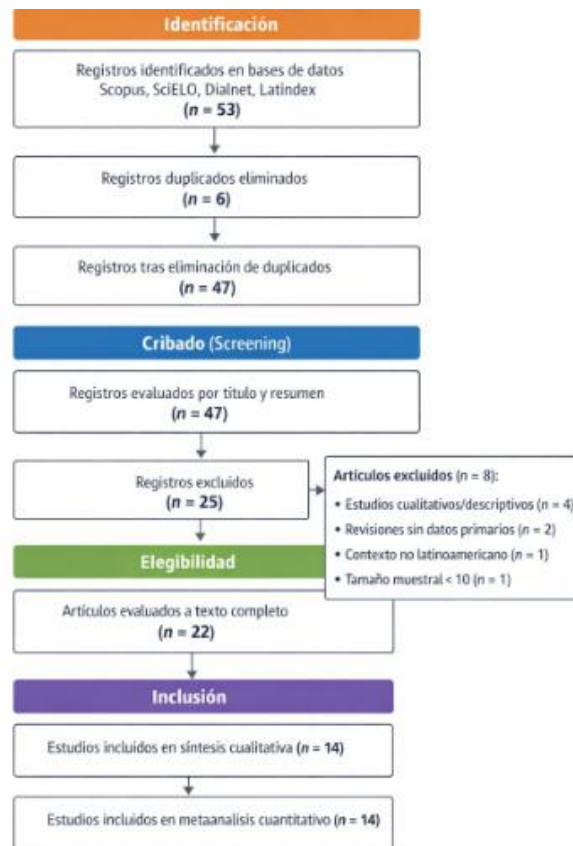 Identificación
Registros identificados en bases de datos
Scopus, SciELO, Dialnet, Latindex
(n = 53)
Registros duplicados eliminados
(n = 6)
Registros tras eliminación de duplicados
(n = 47)
Cribado (Screening)
Registros evaluados por título y resumen
(n = 47)
Registros excluidos
(n = 25)
Artículos excluidos (n = 8):
• Estudios cualitativos/descriptivos (n = 4)
• Revisiones sin datos primarios (n = 2)
• Contexto no latinoamericano (n = 1)
• Tamaño muestral < 10 (n = 1)
Elegibilidad
Artículos evaluados a texto completo
(n = 22)
Inclusión
Estudios incluidos en síntesis cualitativa (n = 14)
Estudios incluidos en metaanalisis cuantitativo (n = 14)